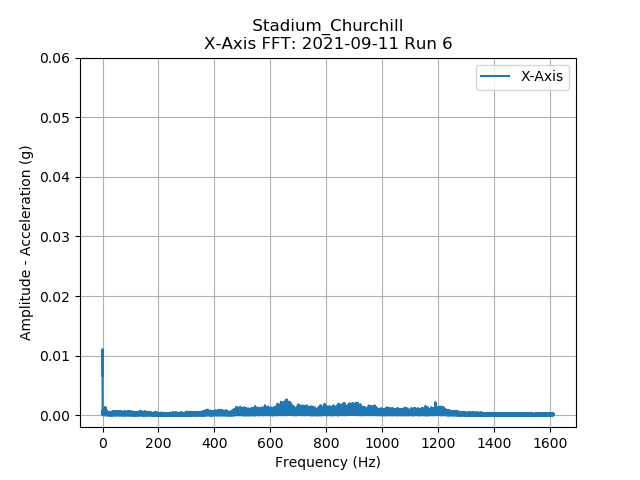 Stadium_Churchill
X-Axis FFT: 2021-09-11 Run 6
X-Axis
0.06
0.05
0.04
0.03
0.02
0.01
0.00
Amplitude - Acceleration (g)
0 200 400 600 800 1000 1200 1400 1600
Frequency (Hz)